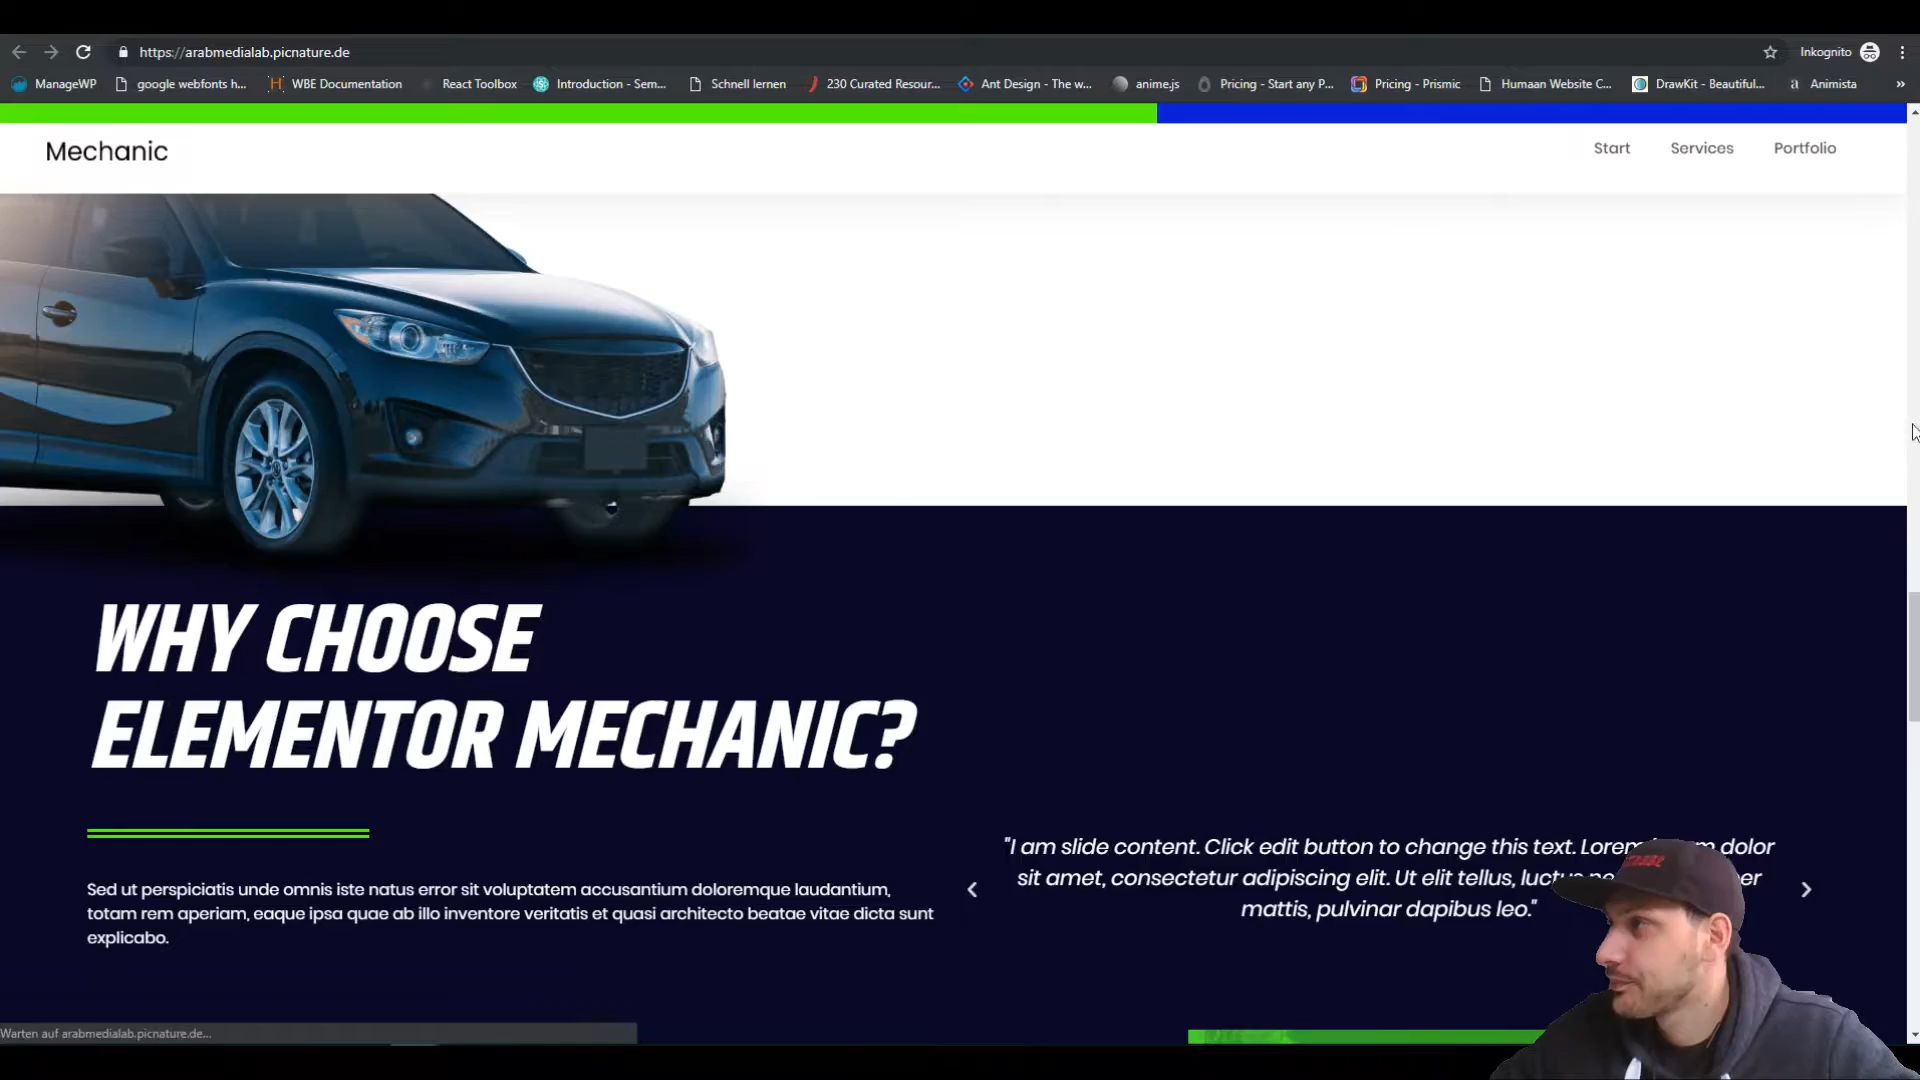 https://arabmedialab.picnature.de
Inkognito
ManageWP
google webfonts h...
WBE Documentation
React Toolbox
Introduction - Sem...
Schnell lernen
230 Curated Resour...
Ant Design - The w...
anime.js
Pricing - Start any P...
Pricing - Prismic
Humaan Website C...
DrawKit - Beautiful...
a Animista
»
Mechanic
Start
Services
Portfolio
WHY CHOOSE
ELEMENTOR MECHANIC?
Sed ut perspiciatis unde omnis iste natus error sit voluptatem accusantium doloremque laudantium,
totam rem aperiam, eaque ipsa quae ab illo inventore veritatis et quasi architecto beatae vitae dicta sunt
explicabo.
"I am slide content. Click edit button to change this text. dolor
sit amet, consectetur adipiscing elit. Ut elit tellus,
mattis, pulvinar dapibus leo."
Warten auf arabmedialab.picnature.de...